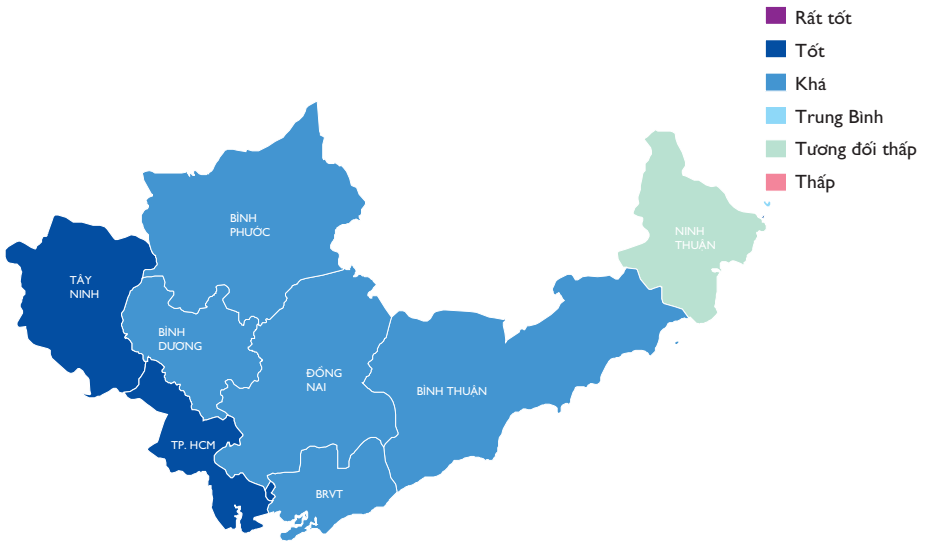 Rất tốt
Tốt
Khá
Trung Bình
Tương đối thấp
Thấp
BÌNH
PHƯỚC
NINH
THUẬN
TÂY
NINH
BÌNH
DƯƠNG
ĐỒNG
NAI
BÌNH THUẬN
TP. HCM
BRVT